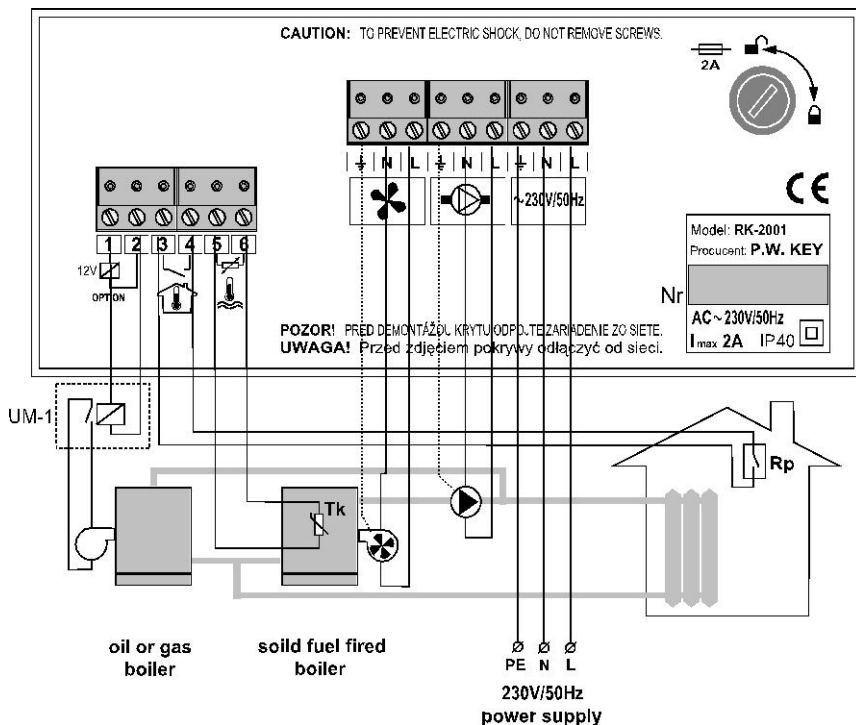 CAUTION: TO PREVENT ELECTRIC SHOCK, DO NOT REMOVE SCREWS.
2A
⏚ N L ⏚ N L ⏚ N L
~230V/50Hz
1 2 3 4 5 6
12V
OPTION
Model: RK-2001
Procucent: P.W. KEY
Nr
AC~230V/50Hz
I max 2A IP40
POZOR! PRED DEMONTÁŽOU KRYTU ODPOJTE ZARIADENIE ZO SIETE.
UWAGA! Przed zdjęciem pokrywy odłączyć od sieci.
UM-1
Rp
Tk
oil or gas
boiler
soild fuel fired
boiler
PE N L
230V/50Hz
power supply